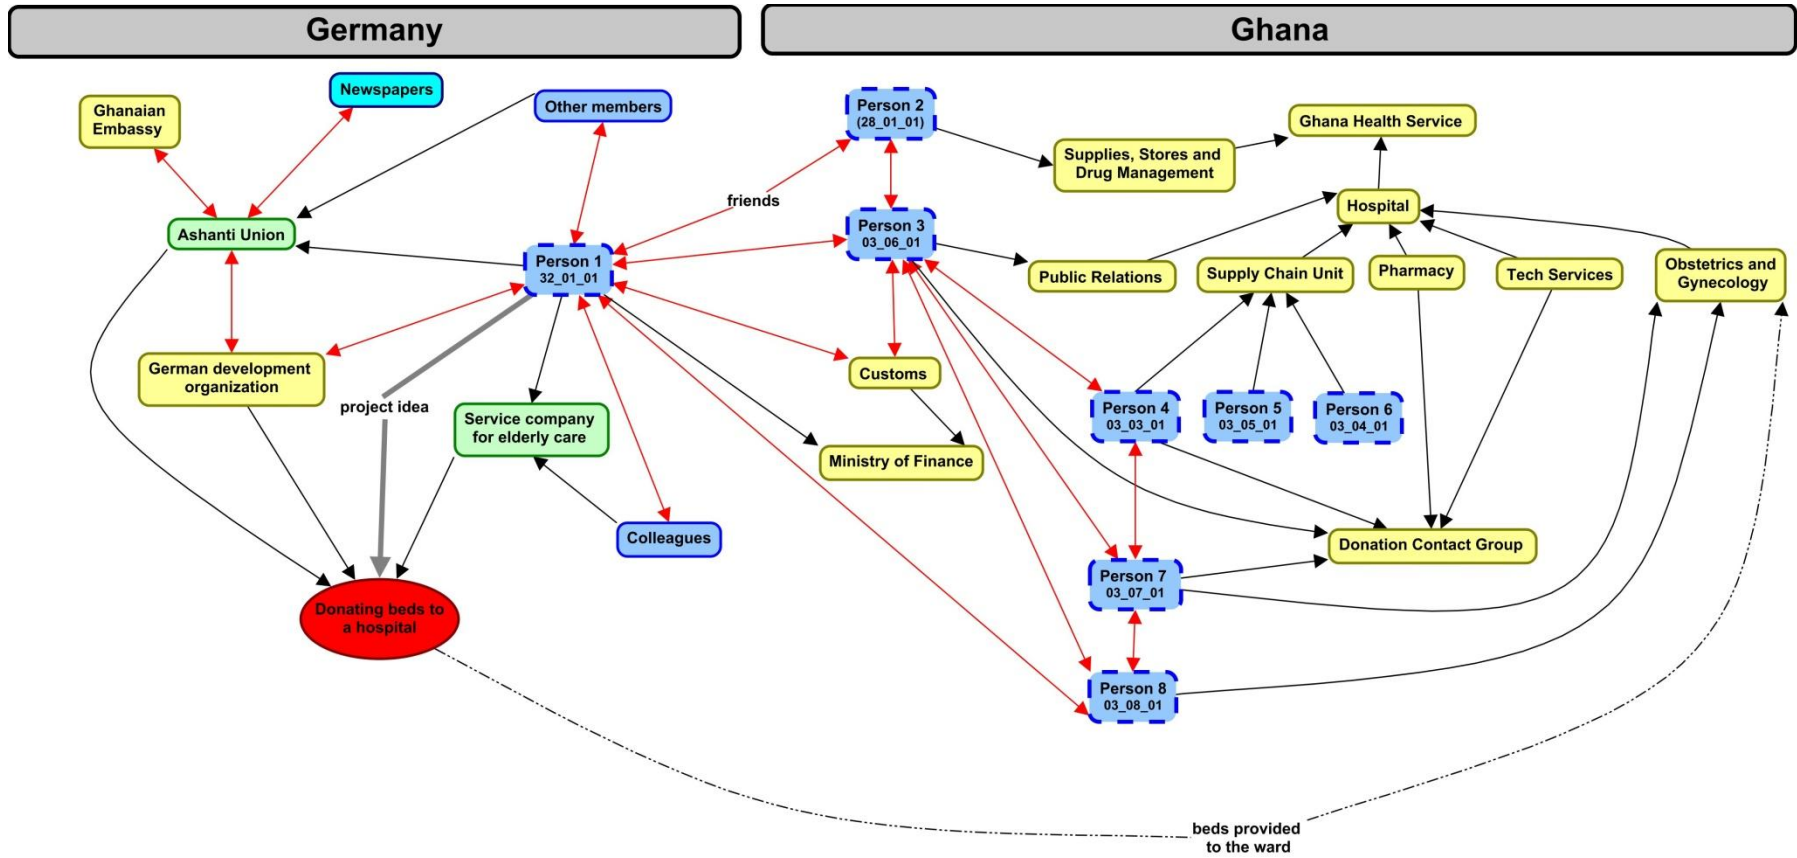 Germany
Ghana
Ghanaian
Embassy
Newspapers
Other members
Ashanti Union
Person 1
32_01_01
German development
organization
project idea
Service company
for elderly care
Colleagues
Donating beds to
a hospital
friends
Person 2
(28_01_01)
Person 3
03_06_01
Supplies, Stores and
Drug Management
Ghana Health Service
Hospital
Public Relations
Supply Chain Unit
Pharmacy
Tech Services
Obstetrics and
Gynecology
Customs
Ministry of Finance
Person 4
03_03_01
Person 5
03_05_01
Person 6
03_04_01
Donation Contact Group
Person 7
03_07_01
Person 8
03_08_01
beds provided
to the ward